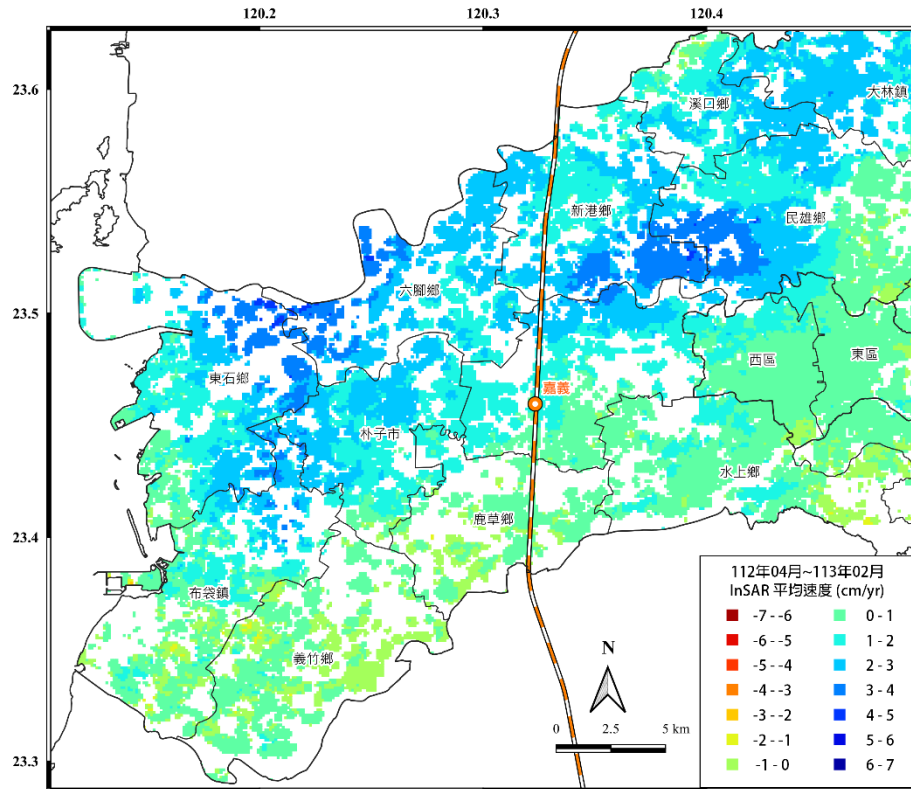 120.2
120.3
120.4
23.6
23.5
23.4
23.3
大林鎮
溪口鄉
新港鄉
民雄鄉
六腳鄉
西區
東區
東石鄉
嘉義
朴子市
水上鄉
鹿草鄉
布袋鎮
義竹鄉
N
0 2.5 5 km
112年04月~113年02月
InSAR 平均速度 (cm/yr)
-7 - -6 0 - 1
-6 - -5 1 - 2
-5 - -4 2 - 3
-4 - -3 3 - 4
-3 - -2 4 - 5
-2 - -1 5 - 6
-1 - 0 6 - 7